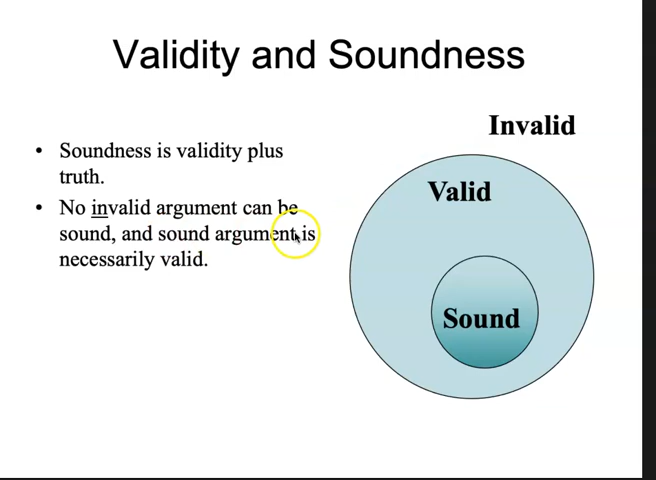 Validity and Soundness
• Soundness is validity plus
truth.
• No invalid argument can be
sound, and sound argument is
necessarily valid.
Invalid
Valid
Sound